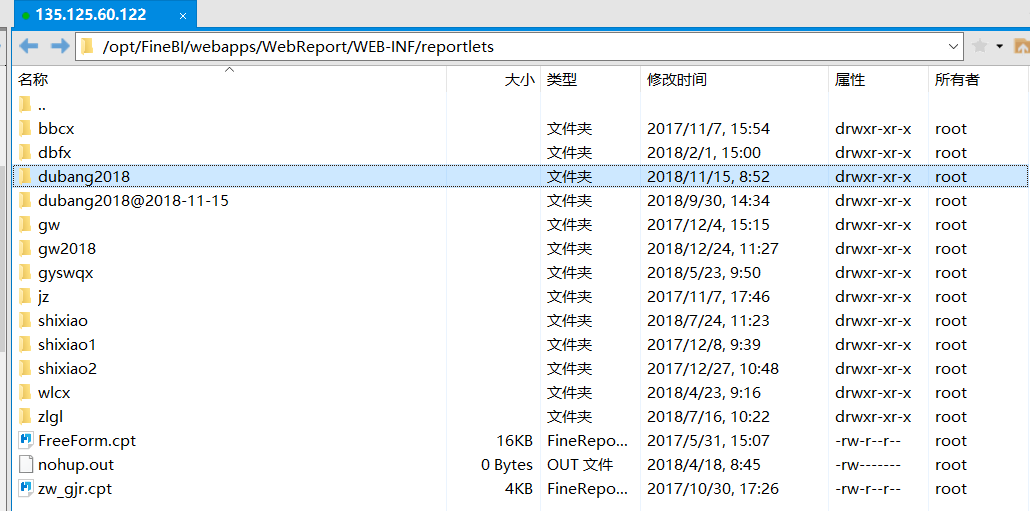 135.125.60.122 ×
/opt/FineBI/webapps/WebReport/WEB-INF/reportlets
名称 大小 类型 修改时间 属性 所有者
..
bbcx 文件夹 2017/11/7, 15:54 drwxr-xr-x root
dbfx 文件夹 2018/2/1, 15:00 drwxr-xr-x root
dubang2018 文件夹 2018/11/15, 8:52 drwxr-xr-x root
dubang2018@2018-11-15 文件夹 2018/9/30, 14:34 drwxr-xr-x root
gw 文件夹 2017/12/4, 15:15 drwxr-xr-x root
gw2018 文件夹 2018/12/24, 11:27 drwxr-xr-x root
gyswqx 文件夹 2018/5/23, 9:50 drwxr-xr-x root
jz 文件夹 2017/11/7, 17:46 drwxr-xr-x root
shixiao 文件夹 2018/7/24, 11:23 drwxr-xr-x root
shixiao1 文件夹 2017/12/8, 9:39 drwxr-xr-x root
shixiao2 文件夹 2017/12/27, 10:48 drwxr-xr-x root
wlcx 文件夹 2018/4/23, 9:16 drwxr-xr-x root
zlgl 文件夹 2018/7/16, 10:22 drwxr-xr-x root
FreeForm.cpt 16KB FineRepo... 2017/5/31, 15:07 -rw-r--r-- root
nohup.out 0 Bytes OUT 文件 2018/4/18, 8:45 -rw------- root
zw_gjr.cpt 4KB FineRepo... 2017/10/30, 17:26 -rw-r--r-- root